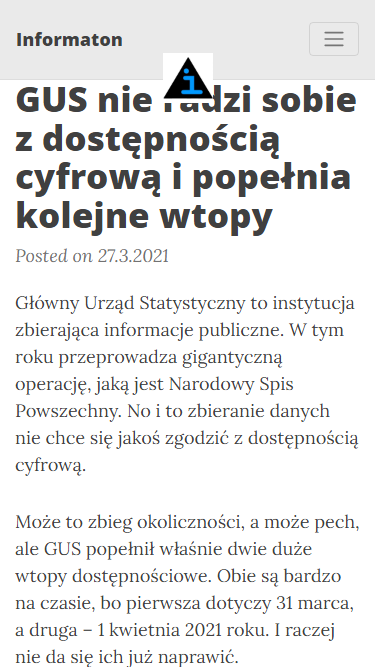 Informaton
GUS nie radzi sobie
z dostępnością
cyfrową i popełnia
kolejne wtopy
Posted on 27.3.2021
Główny Urząd Statystyczny to instytucja
zbierająca informacje publiczne. W tym
roku przeprowadza gigantyczną
operację, jaką jest Narodowy Spis
Powszechny. No i to zbieranie danych
nie chce się jakoś zgodzić z dostępnością
cyfrową.
Może to zbieg okoliczności, a może pech,
ale GUS popełnił właśnie dwie duże
wtopy dostępnościowe. Obie są bardzo
na czasie, bo pierwsza dotyczy 31 marca,
a druga – 1 kwietnia 2021 roku. I raczej
nie da się ich już naprawić.